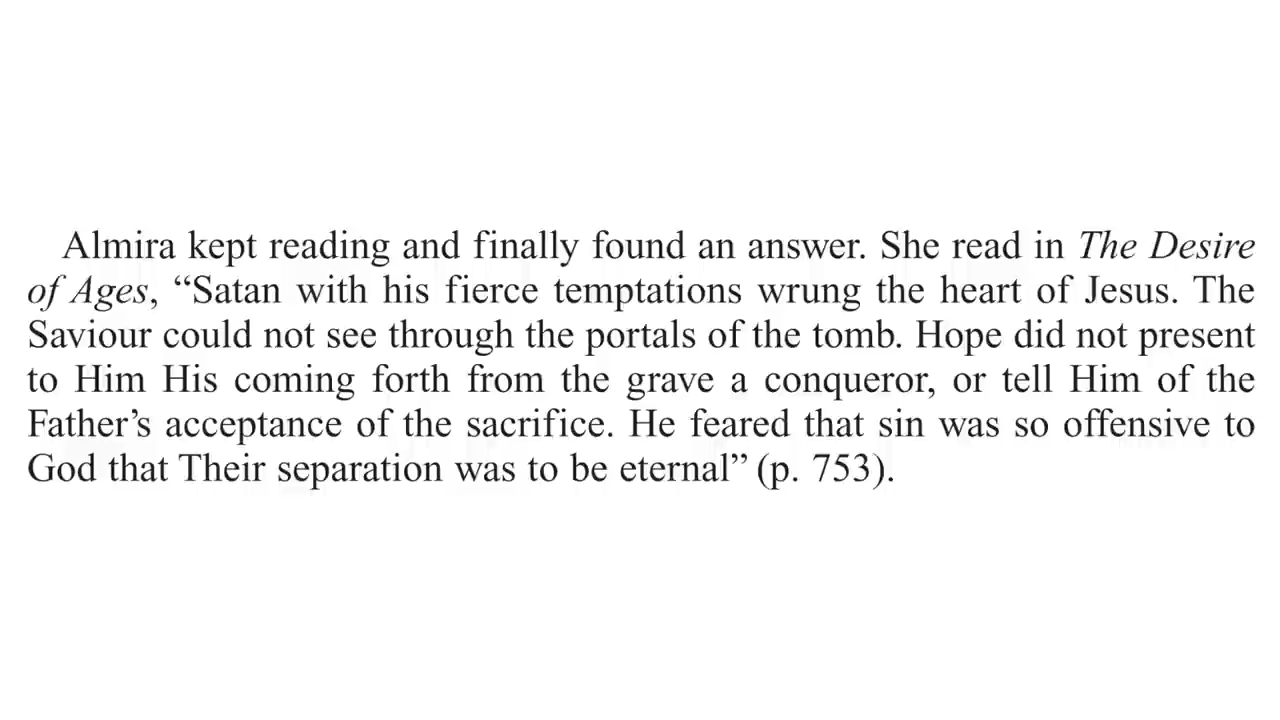 Almira kept reading and finally found an answer. She read in The Desire
of Ages, “Satan with his fierce temptations wrung the heart of Jesus. The
Saviour could not see through the portals of the tomb. Hope did not present
to Him His coming forth from the grave a conqueror, or tell Him of the
Father’s acceptance of the sacrifice. He feared that sin was so offensive to
God that Their separation was to be eternal” (p. 753).